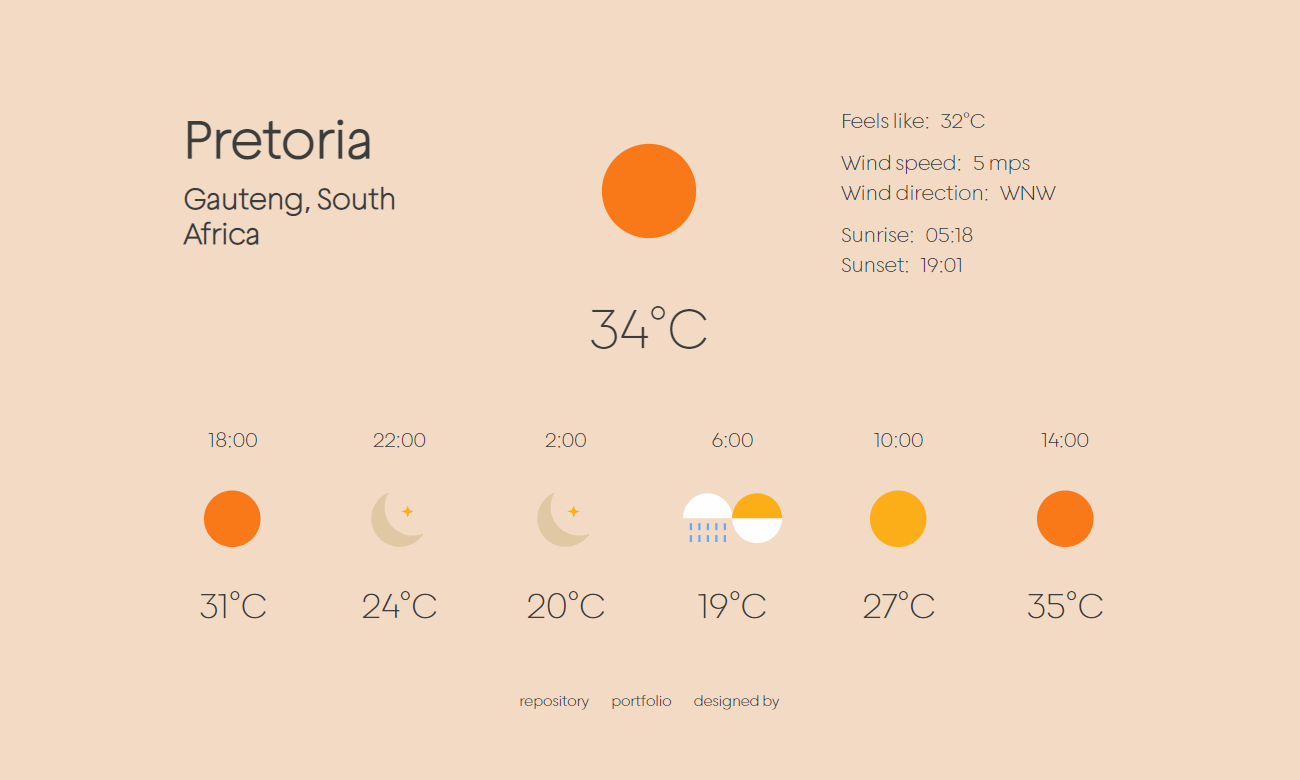 Pretoria
Gauteng, South
Africa
Feels like: 32°C
Wind speed: 5 mps
Wind direction: WNW
Sunrise: 05:18
Sunset: 19:01
34°C
18:00 22:00 2:00 6:00 10:00 14:00
31°C 24°C 20°C 19°C 27°C 35°C
repository portfolio designed by